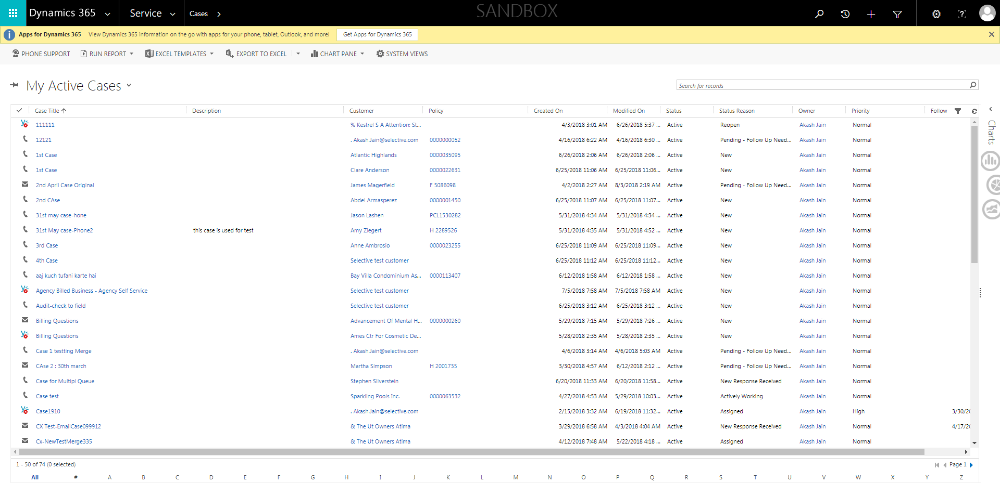 Dynamics 365 Service Cases SANDBOX
Apps for Dynamics 365 View Dynamics 365 information on the go with apps for your phone, tablet, Outlook, and more! Get Apps for Dynamics 365
PHONE SUPPORT RUN REPORT EXCEL TEMPLATES EXPORT TO EXCEL CHART PANE SYSTEM VIEWS
My Active Cases Search for records
Case Title Description Customer Policy Created On Modified On Status Status Reason Owner Priority Follow
Charts
111111 % Kestrel S A Attention: St... 4/3/2018 3:01 AM 6/26/2018 5:37 ... Active Reopen Akash Jain Normal
12121 . Akash.Jain@selective.com 0000000052 4/16/2018 6:22 AM 4/16/2018 6:30 ... Active Pending - Follow Up Need... Akash Jain Normal
1st Case Atlantic Highlands 0000035095 6/26/2018 2:06 AM 6/26/2018 2:06 ... Active New Akash Jain Normal
1st Case Clare Anderson 0000022631 6/25/2018 11:06 AM 6/25/2018 11:06... Active New Akash Jain Normal
2nd April Case Original James Magerfield F 5086098 4/2/2018 2:27 AM 8/3/2018 2:19 AM Active Pending - Follow Up Need... Akash Jain Normal
2nd CAse Abdel Armasperez 0000001450 6/25/2018 11:07 AM 6/25/2018 11:07... Active New Akash Jain Normal
31st may case-hone Jason Lashen PCL1530282 5/31/2018 4:34 AM 5/31/2018 4:34 ... Active New Akash Jain Normal
31st May case-Phone2 this case is used for test Amy Ziegert H 2289526 5/31/2018 4:35 AM 5/31/2018 4:52 ... Active New Akash Jain Normal
3rd Case Anne Ambrosio 0000023255 6/25/2018 11:09 AM 6/25/2018 11:09... Active New Akash Jain Normal
4th Case Selective test customer 6/25/2018 11:12 AM 6/25/2018 11:12... Active New Akash Jain Normal
aaj kuch tufani karte hai Bay Villa Condominium As... 0000113407 6/12/2018 1:58 AM 6/12/2018 1:58 ... Active New Akash Jain Normal
Agency Billed Business - Agency Self Service Selective test customer 7/5/2018 7:58 AM 7/5/2018 7:58 AM Active New Akash Jain Normal
Audit-check to field Selective test customer 6/25/2018 3:12 AM 6/25/2018 3:12 ... Active New Akash Jain Normal
Billing Questions Advancement Of Mental H... 0000000260 5/29/2018 7:15 AM 5/29/2018 7:26 ... Active New Akash Jain Normal
Billing Questions Ames Ctr For Cosmetic De... 5/28/2018 2:35 AM 5/28/2018 2:35 ... Active New Akash Jain Normal
Case 1 testting Merge . Akash.Jain@selective.com 4/6/2018 3:14 AM 4/6/2018 5:03 AM Active Pending - Follow Up Need... Akash Jain Normal
CAse 2 : 30th march Martha Simpson H 2001735 3/30/2018 4:57 AM 6/12/2018 2:12 ... Active Pending - Follow Up Need... Akash Jain Normal
Case for Multipl Queue Stephen Silverstein 6/20/2018 11:33 AM 6/20/2018 11:58... Active New Response Received Akash Jain Normal
Case test Sparkling Pools Inc. 0000063532 4/27/2018 4:53 AM 5/29/2018 10:03... Active Actively Working Akash Jain Normal
Case1910 . Akash.Jain@selective.com 2/15/2018 3:32 AM 6/19/2018 11:32... Active Assigned Akash Jain High 3/30/20
CX Test-EmailCase099912 & The Ut Owners Atima 3/29/2018 6:58 AM 4/3/2018 4:04 AM Active New Response Received Akash Jain Normal 4/17/20
Cx-NewTestMerge335 & The Ut Owners Atima 4/12/2018 7:48 AM 5/22/2018 4:18 ... Active Assigned Akash Jain Normal
1 - 50 of 74 (0 selected) Page 1
All # A B C D E F G H I J K L M N O P Q R S T U V W X Y Z